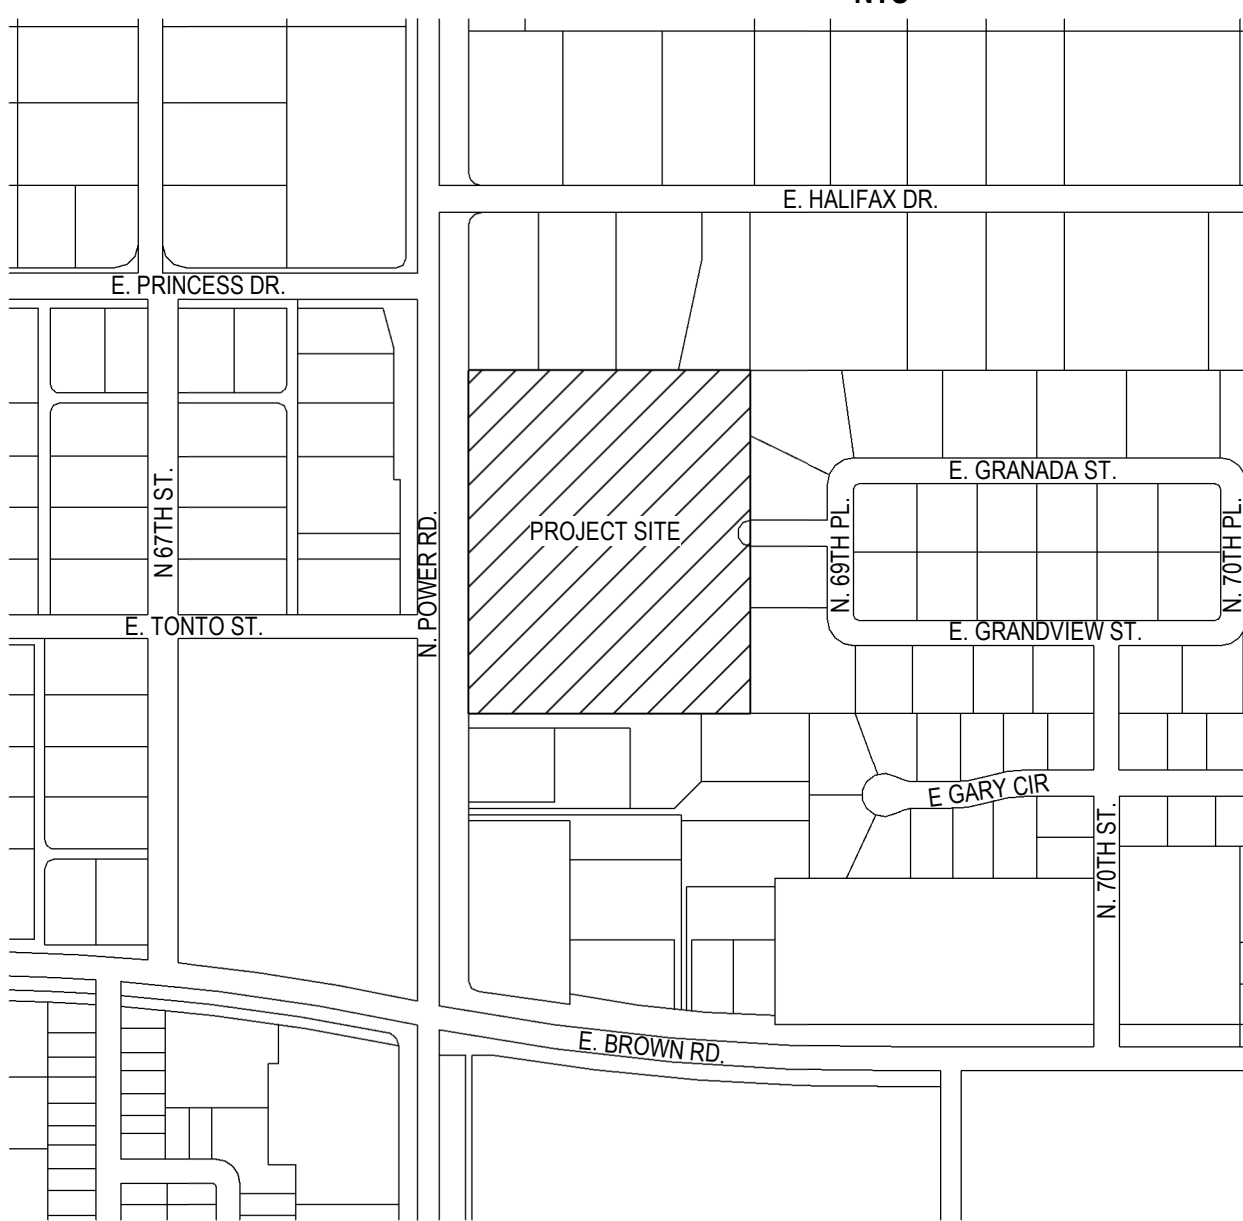 E. HALIFAX DR.
E. PRINCESS DR.
E. GRANADA ST.
N 67TH ST.
N. POWER RD.
PROJECT SITE
N. 69TH PL.
N. 70TH PL.
E. TONTO ST.
E. GRANDVIEW ST.
E GARY CIR
N. 70TH ST.
E. BROWN RD.